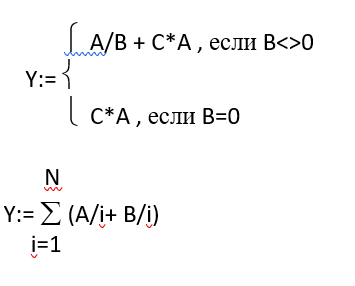 A/B + C*A , если B<>0
Y:= {
C*A , если B=0
N
Y:= ∑ (A/i+ B/i)
i=1